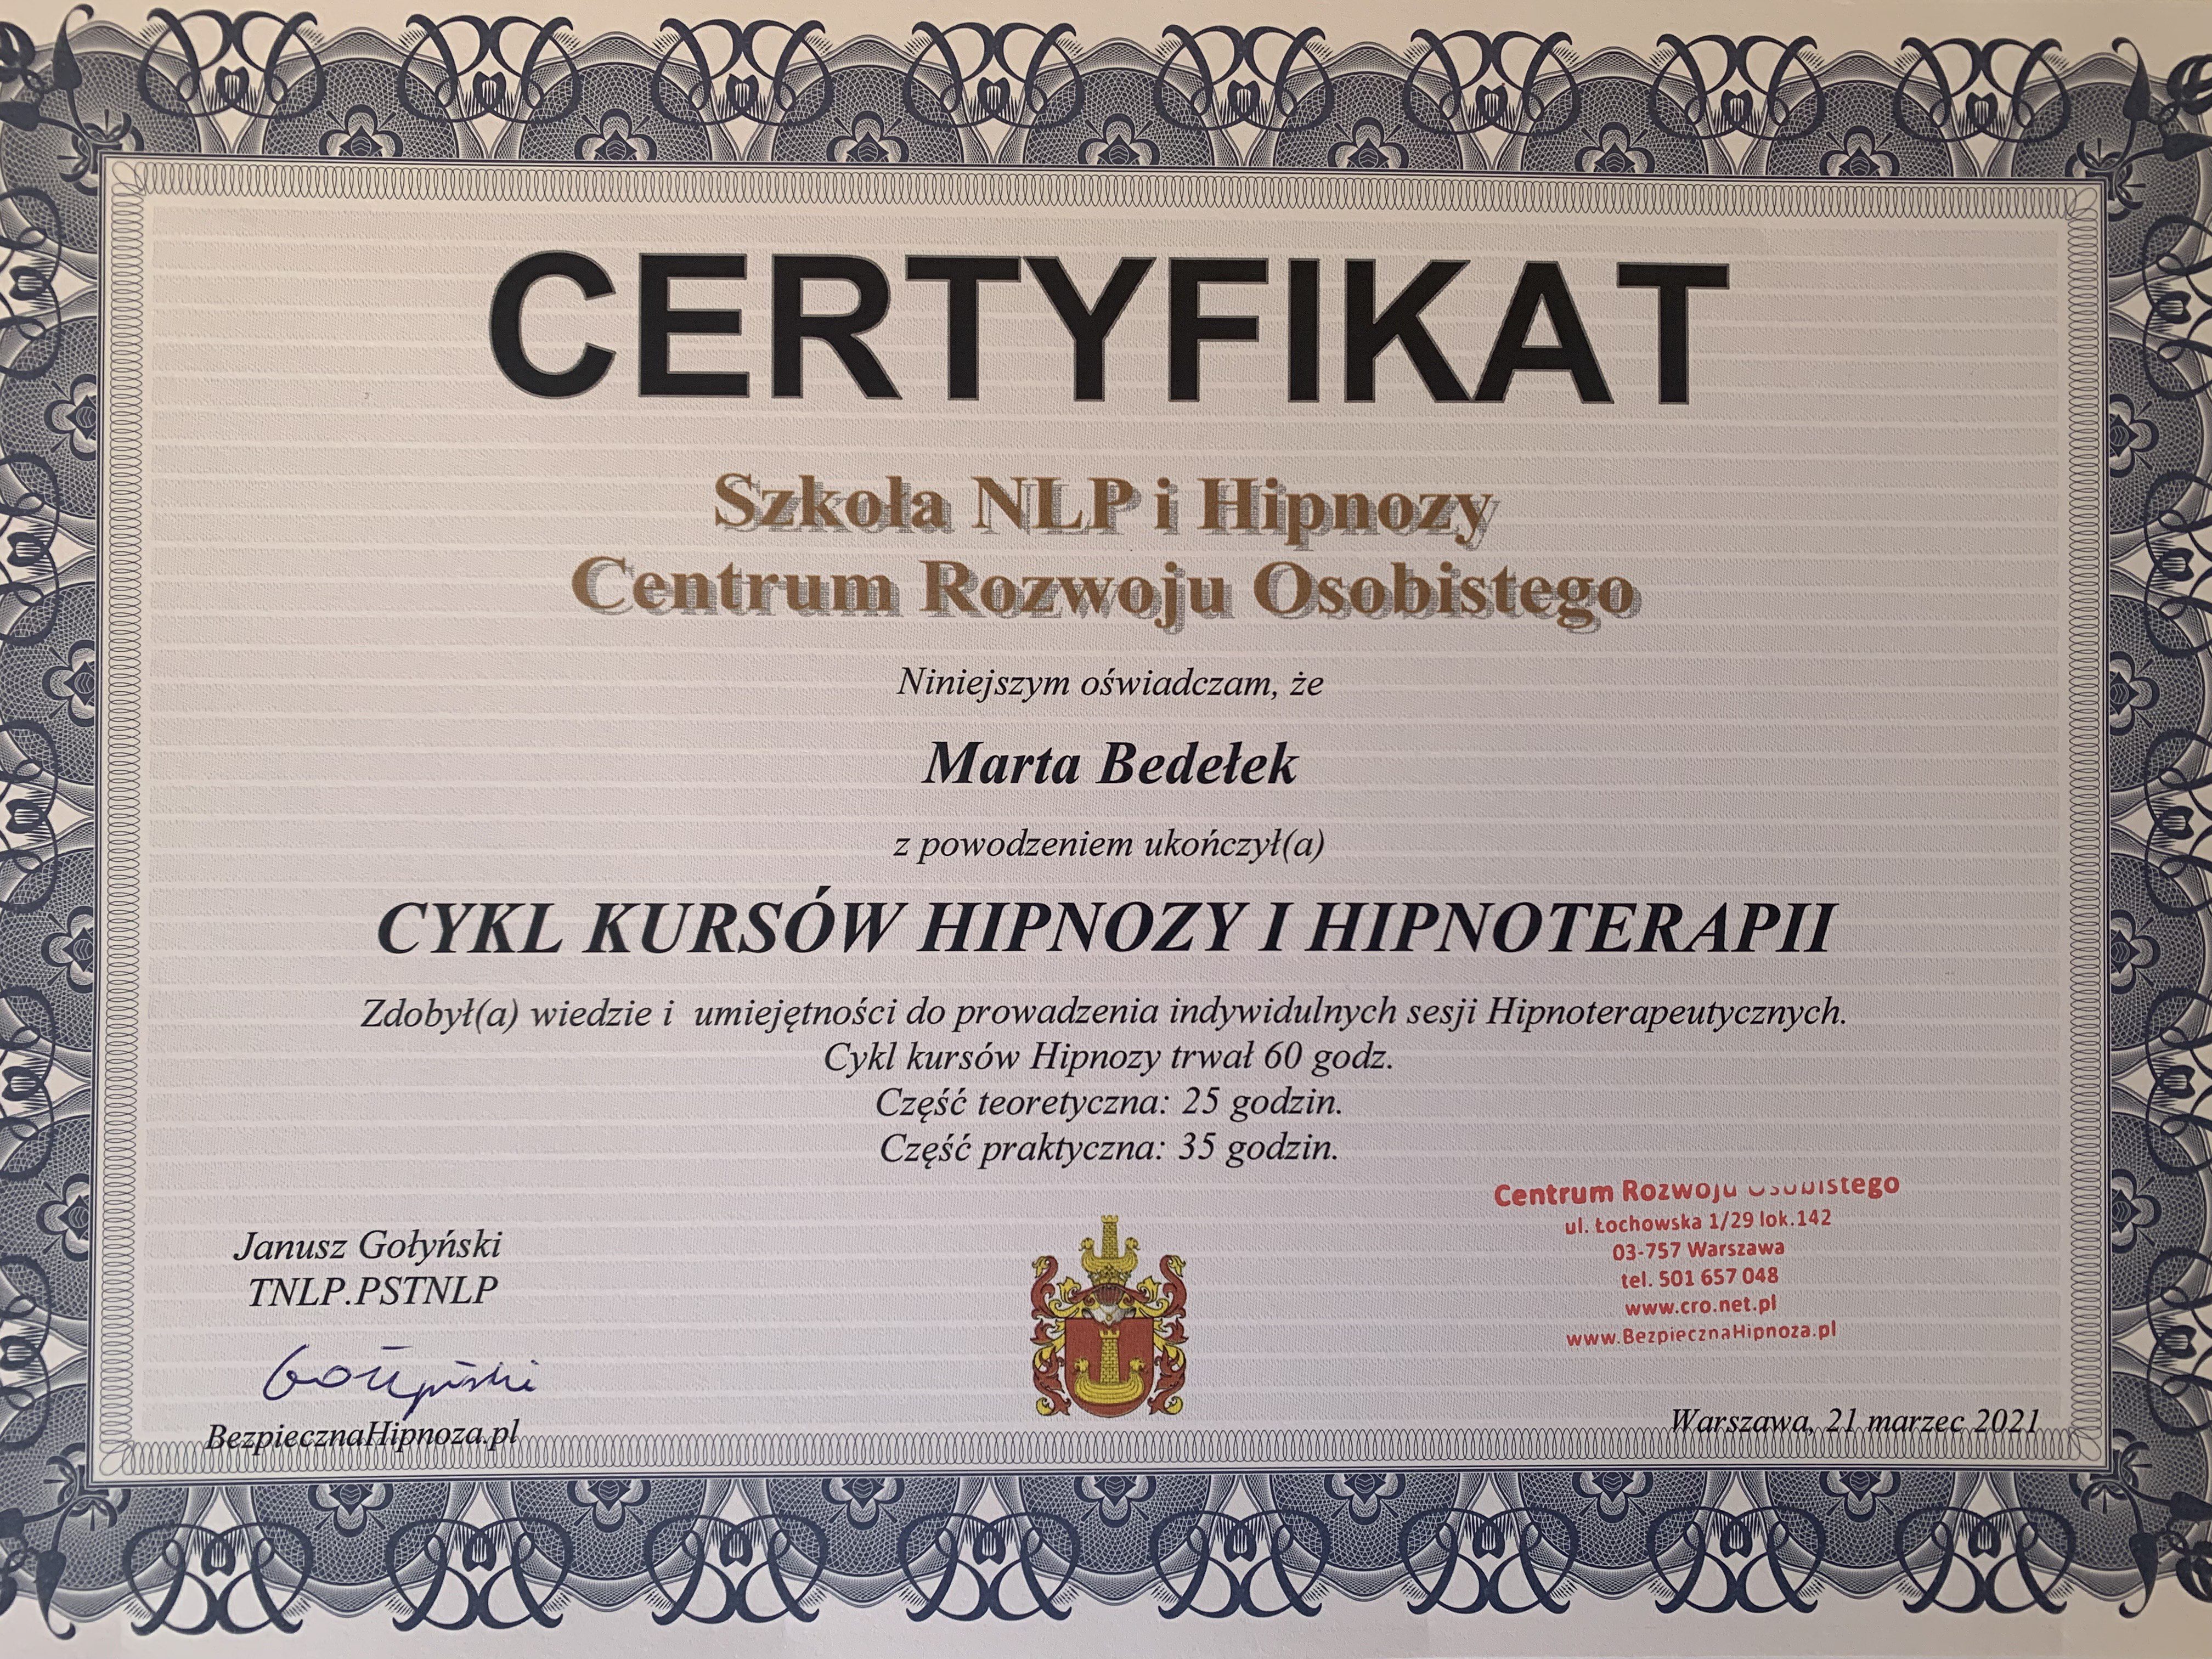 CERTYFIKAT
Szkoła NLP i Hipnozy
Centrum Rozwoju Osobistego
Niniejszym oświadczam, że
Marta Bedełek
z powodzeniem ukończył(a)
CYKL KURSÓW HIPNOZY I HIPNOTERAPII
Zdobył(a) wiedzie i umiejętności do prowadzenia indywidulnych sesji Hipnoterapeutycznych.
Cykl kursów Hipnozy trwał 60 godz.
Część teoretyczna: 25 godzin.
Część praktyczna: 35 godzin.
Janusz Gołyński
TNLP.PSTNLP
Gołyński
BezpiecznaHipnoza.pl
Centrum Rozwoju Osobistego
ul. Łochowska 1/29 lok.142
03-757 Warszawa
tel. 501 657 048
www.cro.net.pl
www.BezpiecznaHipnoza.pl
Warszawa, 21 marzec 2021